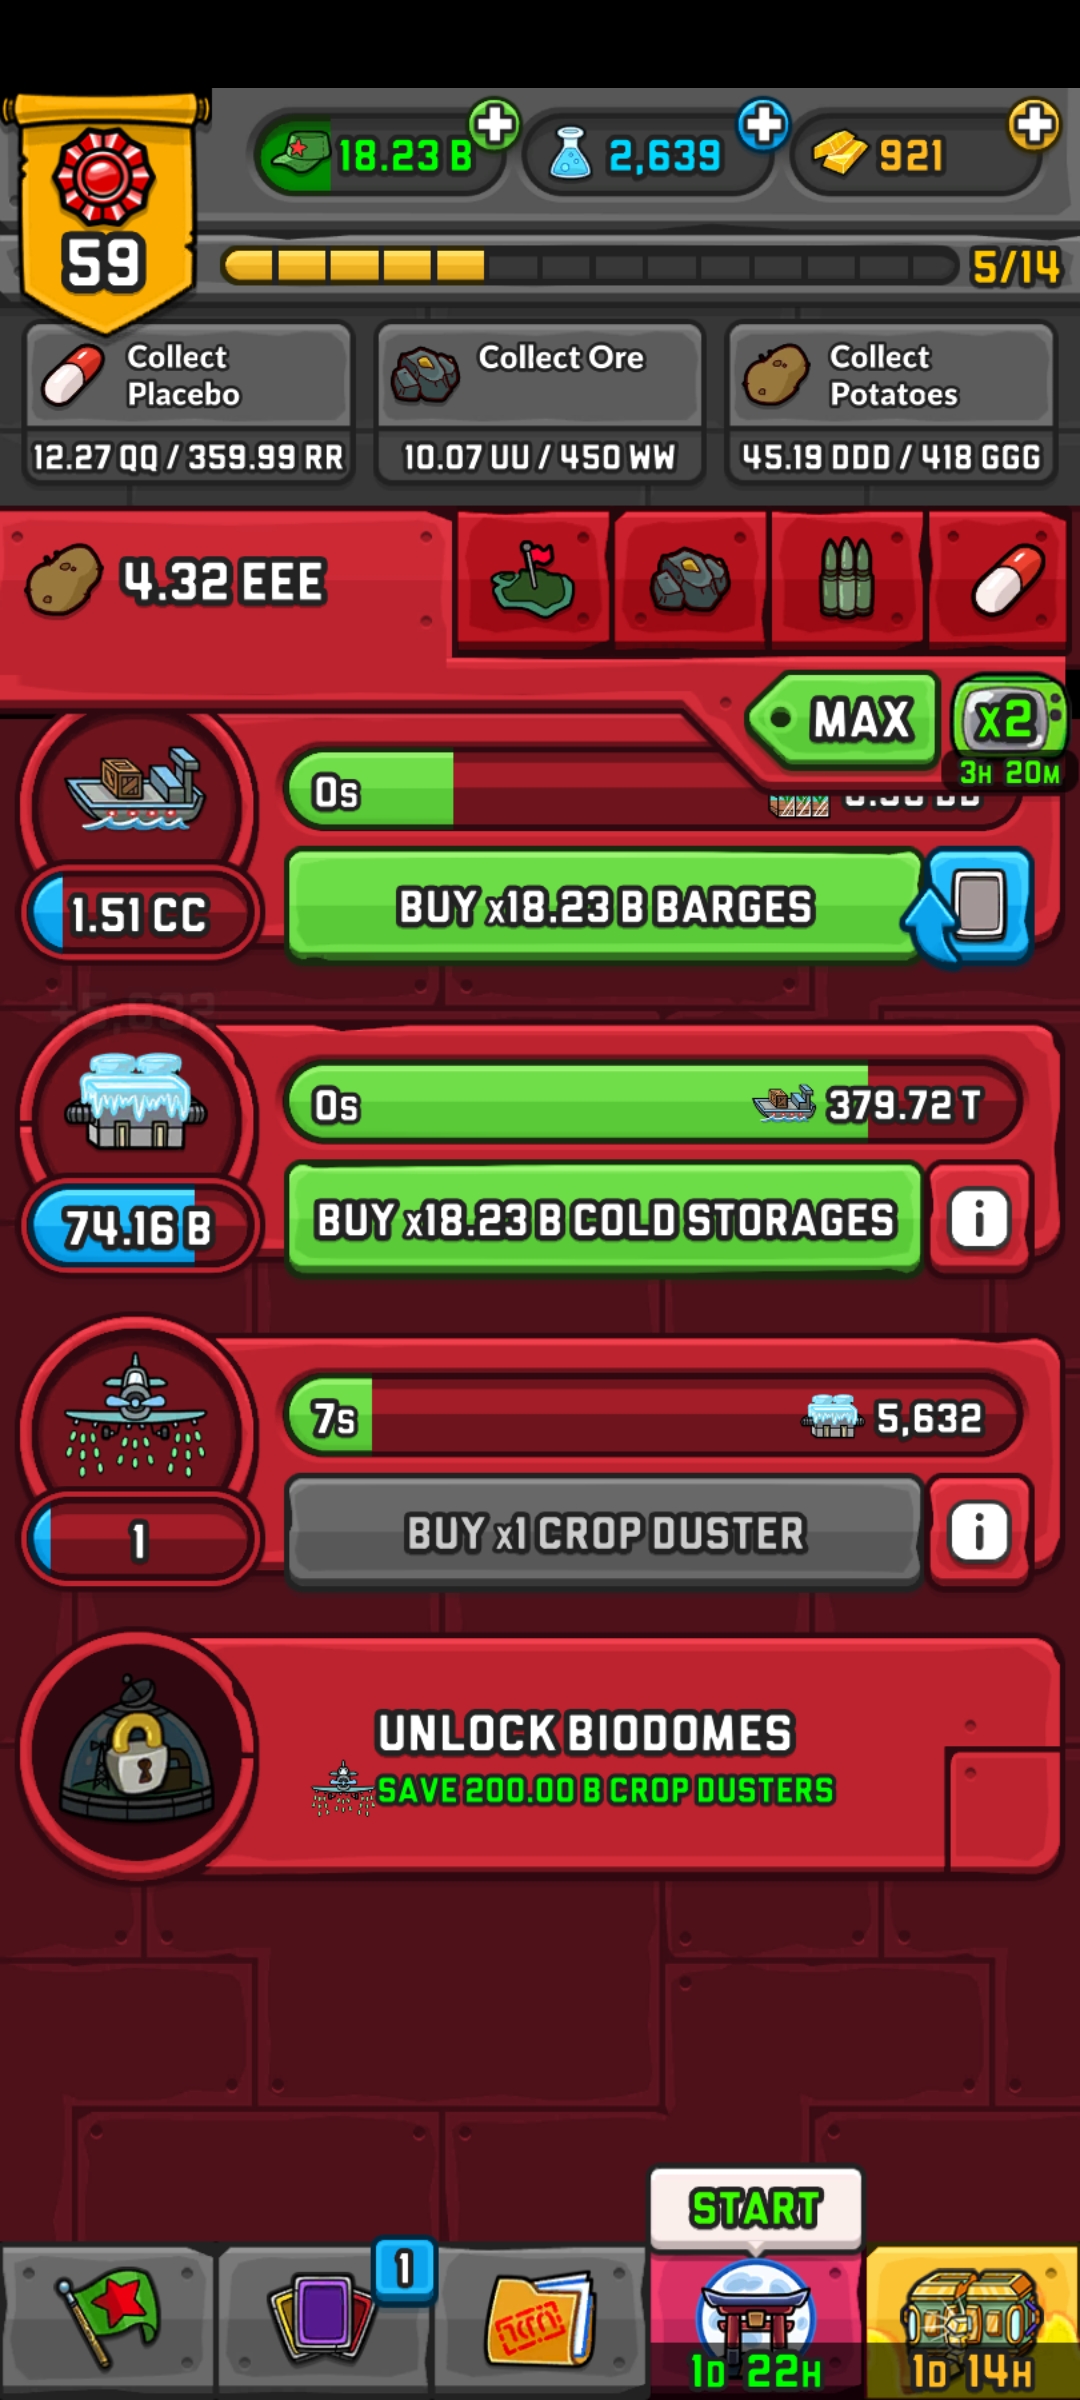 18.23 B
2,639
921
59
5/14
Collect
Placebo
12.27 QQ / 359.99 RR
Collect Ore
10.07 UU / 450 WW
Collect
Potatoes
45.19 DDD / 418 GGG
4.32 EEE
MAX
x2
3H 20M
0s
1.51 CC
BUY x18.23 B BARGES
0s
379.72 T
74.16 B
BUY x18.23 B COLD STORAGES
i
7s
5,632
1
BUY x1 CROP DUSTER
i
UNLOCK BIODOMES
SAVE 200.00 B CROP DUSTERS
START
1
1D 22H
1D 14H